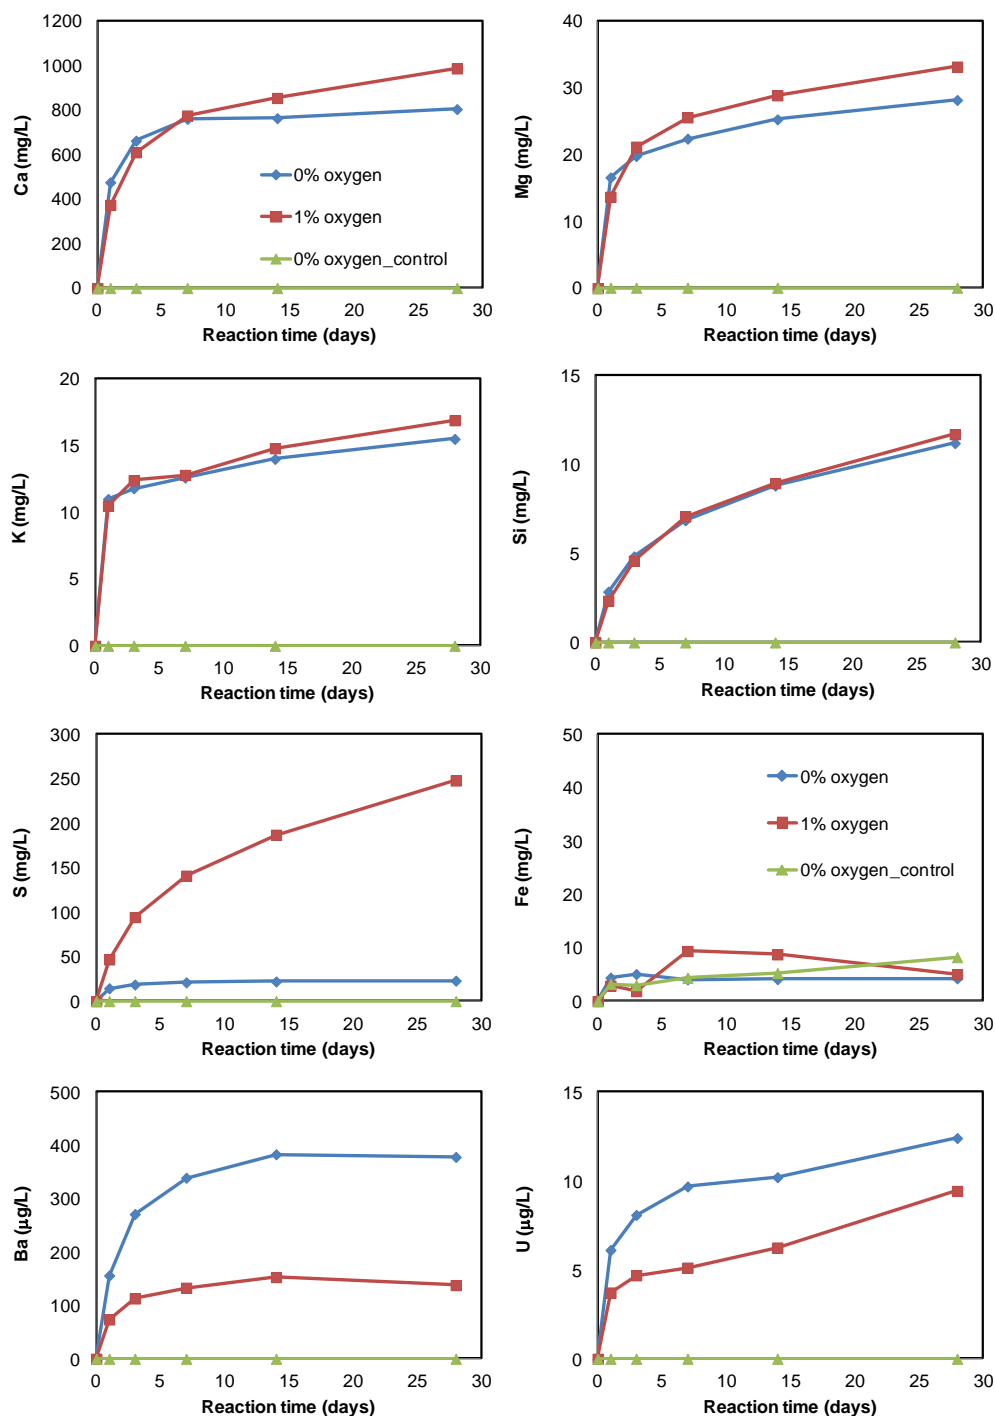 1200
1000
800
600
400
200
0
Ca (mg/L)
0% oxygen
1% oxygen
0% oxygen_control
0 5 10 15 20 25 30
Reaction time (days)
40
30
20
10
0
Mg (mg/L)
0 5 10 15 20 25 30
Reaction time (days)
20
15
10
5
0
K (mg/L)
0 5 10 15 20 25 30
Reaction time (days)
15
10
5
0
Si (mg/L)
0 5 10 15 20 25 30
Reaction time (days)
300
250
200
150
100
50
0
S (mg/L)
0 5 10 15 20 25 30
Reaction time (days)
50
40
30
20
10
0
Fe (mg/L)
0% oxygen
1% oxygen
0% oxygen_control
0 5 10 15 20 25 30
Reaction time (days)
500
400
300
200
100
0
Ba (µg/L)
0 5 10 15 20 25 30
Reaction time (days)
15
10
5
0
U (µg/L)
0 5 10 15 20 25 30
Reaction time (days)